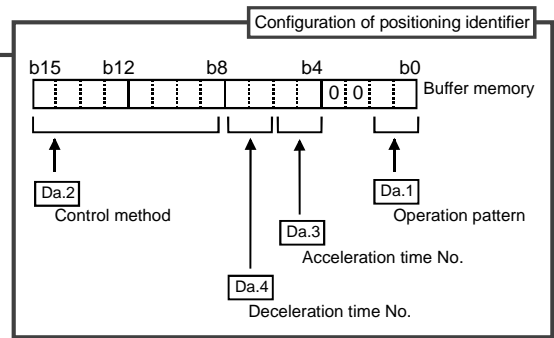 Configuration of positioning identifier
b15 b12 b8 b4 b0
0 0 Buffer memory
Da.2 Da.1
Control method Operation pattern
Da.3
Acceleration time No.
Da.4
Deceleration time No.